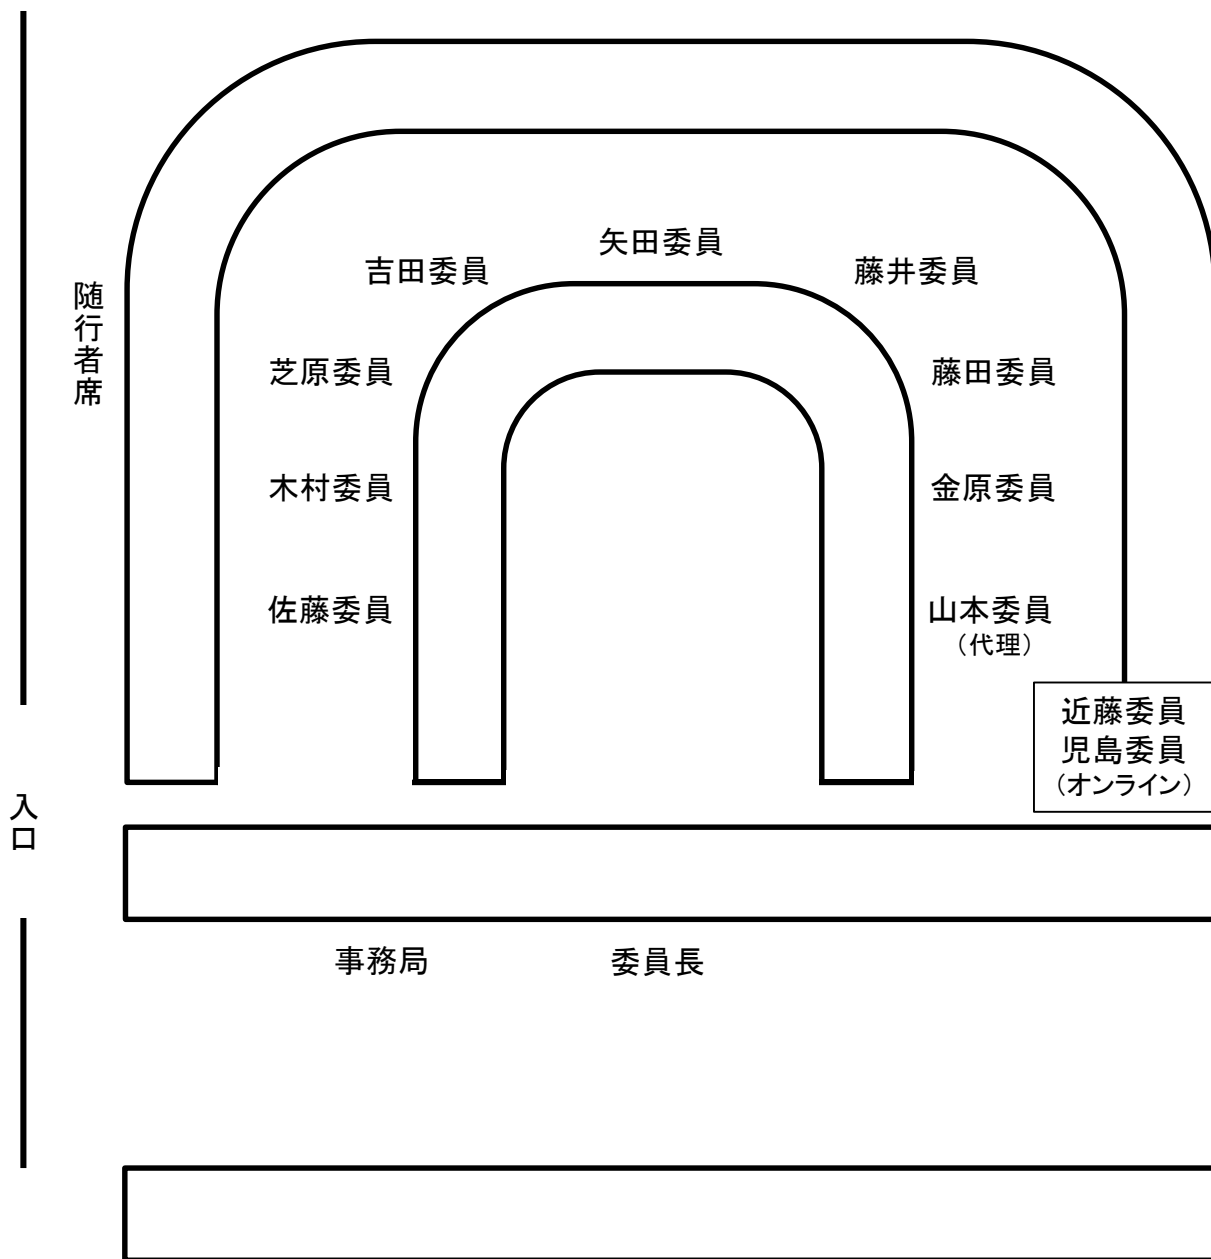 矢田委員
吉田委員
藤井委員
随行者席
芝原委員
藤田委員
木村委員
金原委員
佐藤委員
山本委員
（代理）
近藤委員
児島委員
（オンライン）
入口
事務局
委員長